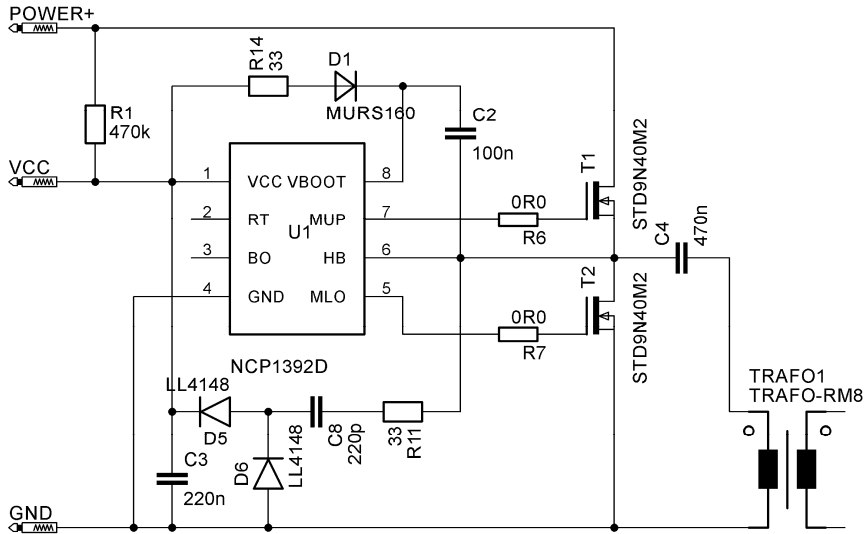 POWER+
R14
33
D1
MURS160
R1
470k
C2
100n
VCC
1
VCC
VBOOT
8
2
RT
MUP
7
U1
3
BO
HB
6
4
GND
MLO
5
NCP1392D
0R0
R6
T1
STD9N40M2
C4
470n
0R0
R7
T2
STD9N40M2
LL4148
D5
C3
220n
D6
LL4148
C8
220p
33
R11
TRAFO1
TRAFO-RM8
GND